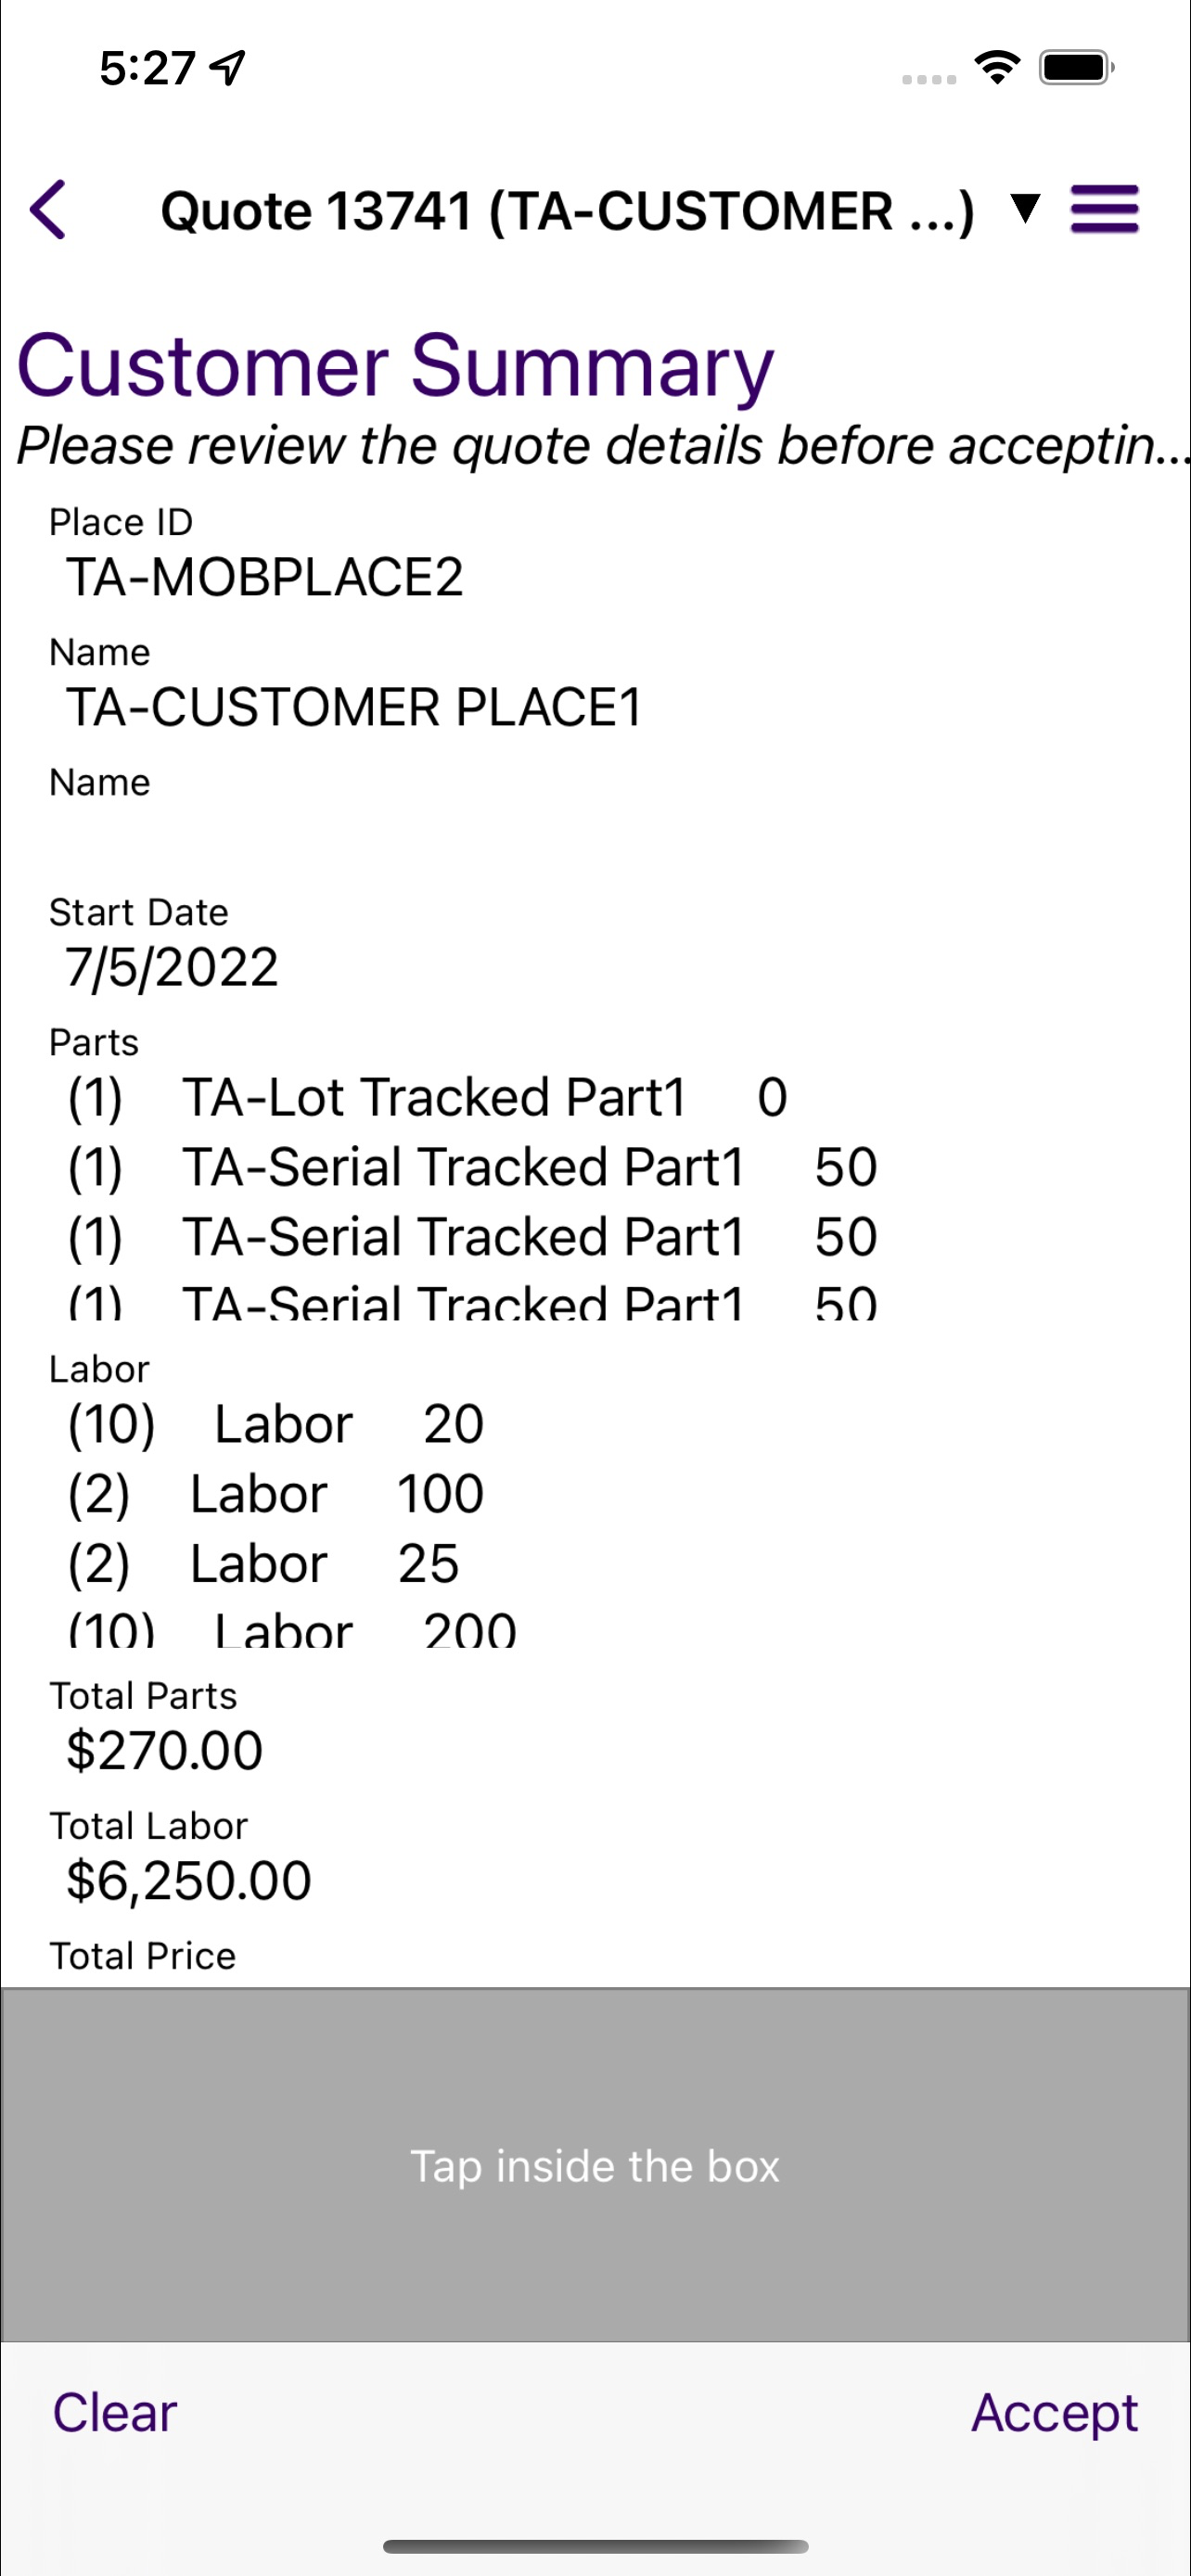 5:27
Quote 13741 (TA-CUSTOMER ...) ▼
Customer Summary
Please review the quote details before acceptin...
Place ID
TA-MOBPLACE2
Name
TA-CUSTOMER PLACE1
Name
Start Date
7/5/2022
Parts
(1) TA-Lot Tracked Part1 0
(1) TA-Serial Tracked Part1 50
(1) TA-Serial Tracked Part1 50
(1) TA-Serial Tracked Part1 50
Labor
(10) Labor 20
(2) Labor 100
(2) Labor 25
(10) Labor 200
Total Parts
$270.00
Total Labor
$6,250.00
Total Price
Tap inside the box
Clear Accept